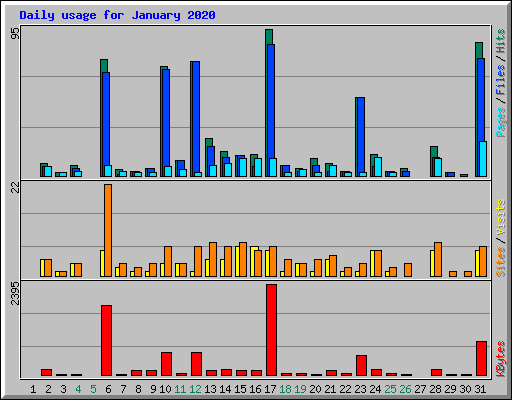 Daily usage for January 2020
95
Pages / Files / Hits
22
Sites / Visits
2395
KBytes
1 2 3 4 5 6 7 8 9 10 11 12 13 14 15 16 17 18 19 20 21 22 23 24 25 26 27 28 29 30 31